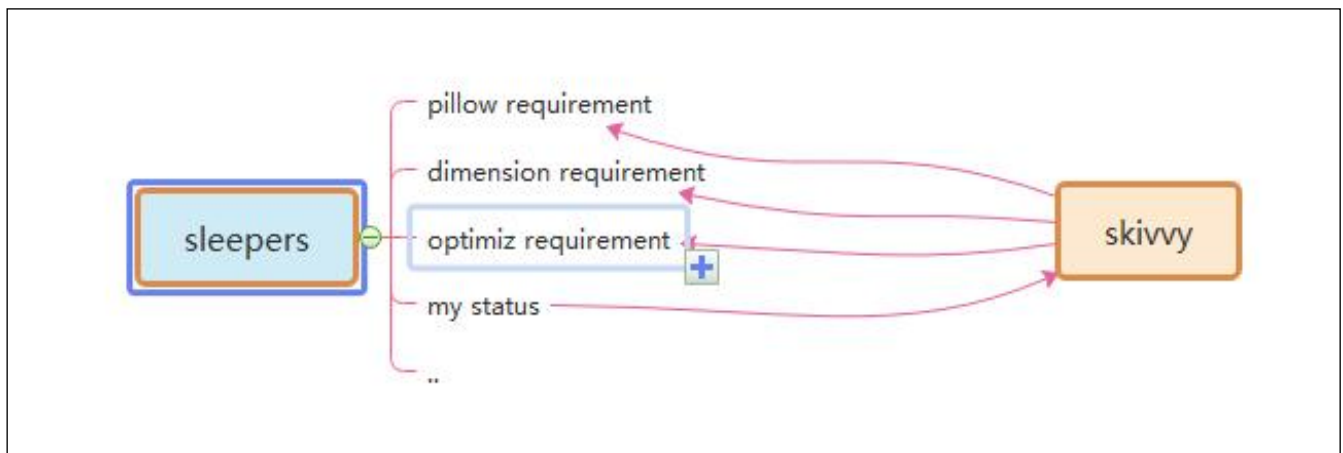 pillow requirement
dimension requirement
sleepers
optimiz requirement
skivvy
my status
..